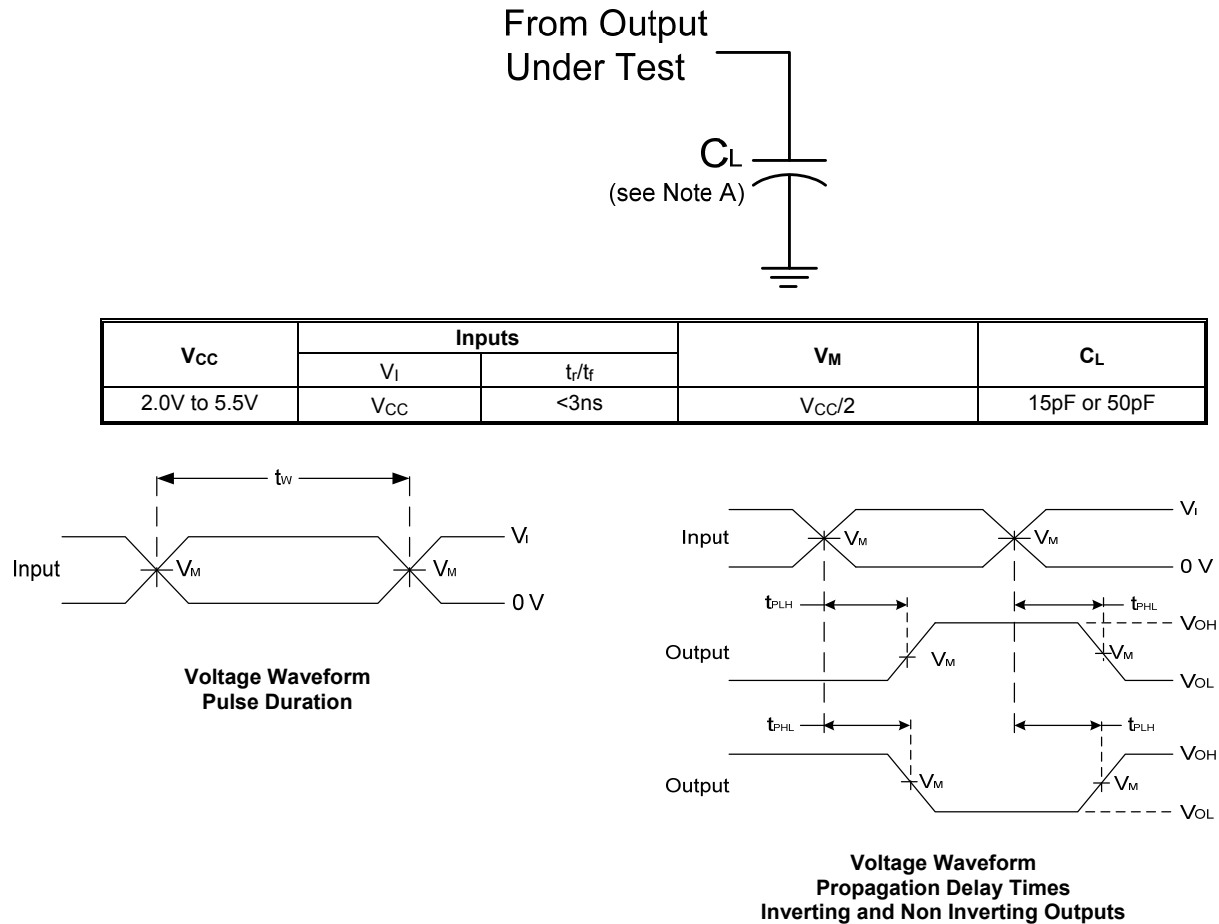 From Output
Under Test
CL
(see Note A)
VCC Inputs VM CL
VI tr/tf
2.0V to 5.5V VCC <3ns VCC/2 15pF or 50pF
tW
Input VM VM VI
0 V
Voltage Waveform
Pulse Duration
Input VM VM VI
0 V
tPLH tPHL
VOH
Output VM VM
VOL
tPHL tPLH
VOH
Output VM VM
VOL
Voltage Waveform
Propagation Delay Times
Inverting and Non Inverting Outputs